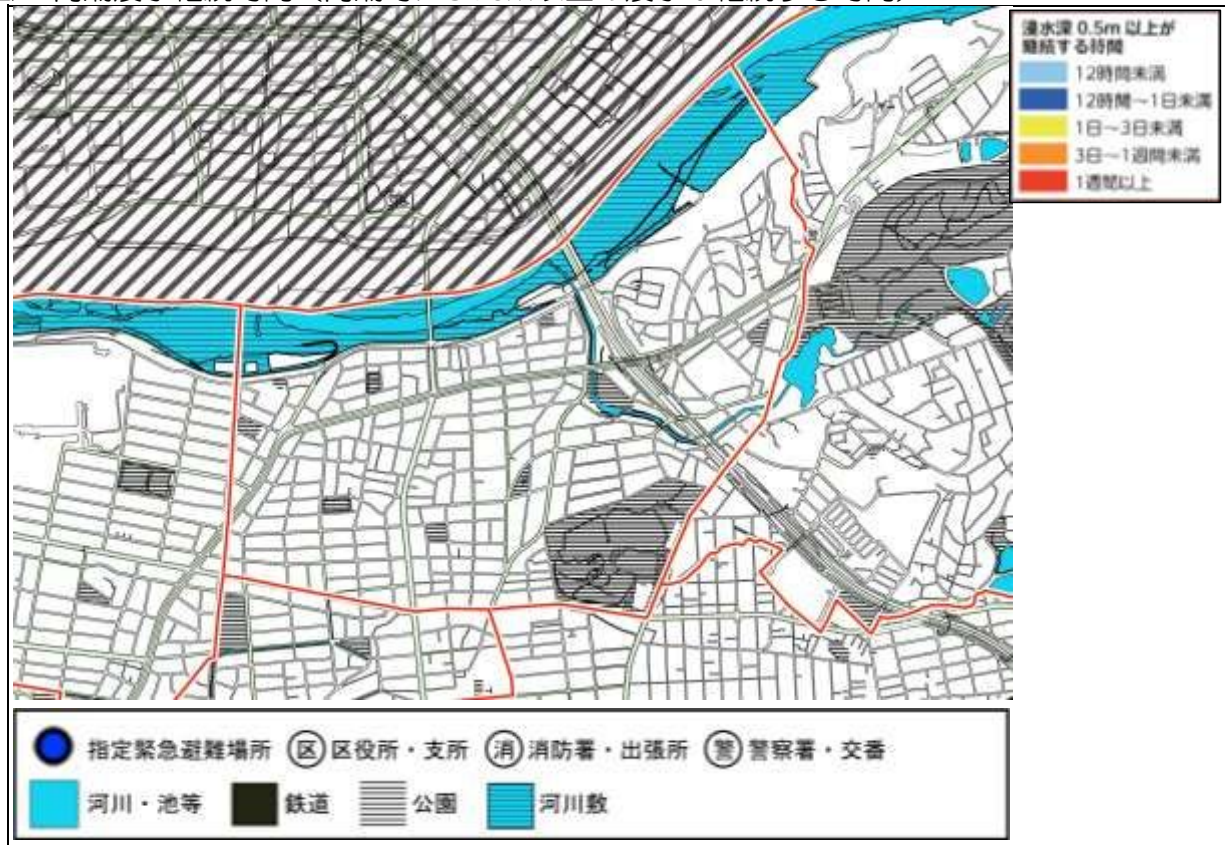 浸水深 0.5m 以上が
継続する時間
12時間未満
12時間～1日未満
1日～3日未満
3日～1週間未満
1週間以上
指定緊急避難場所 区 区役所・支所 消 消防署・出張所 警 警察署・交番
河川・池等 鉄道 公園 河川敷